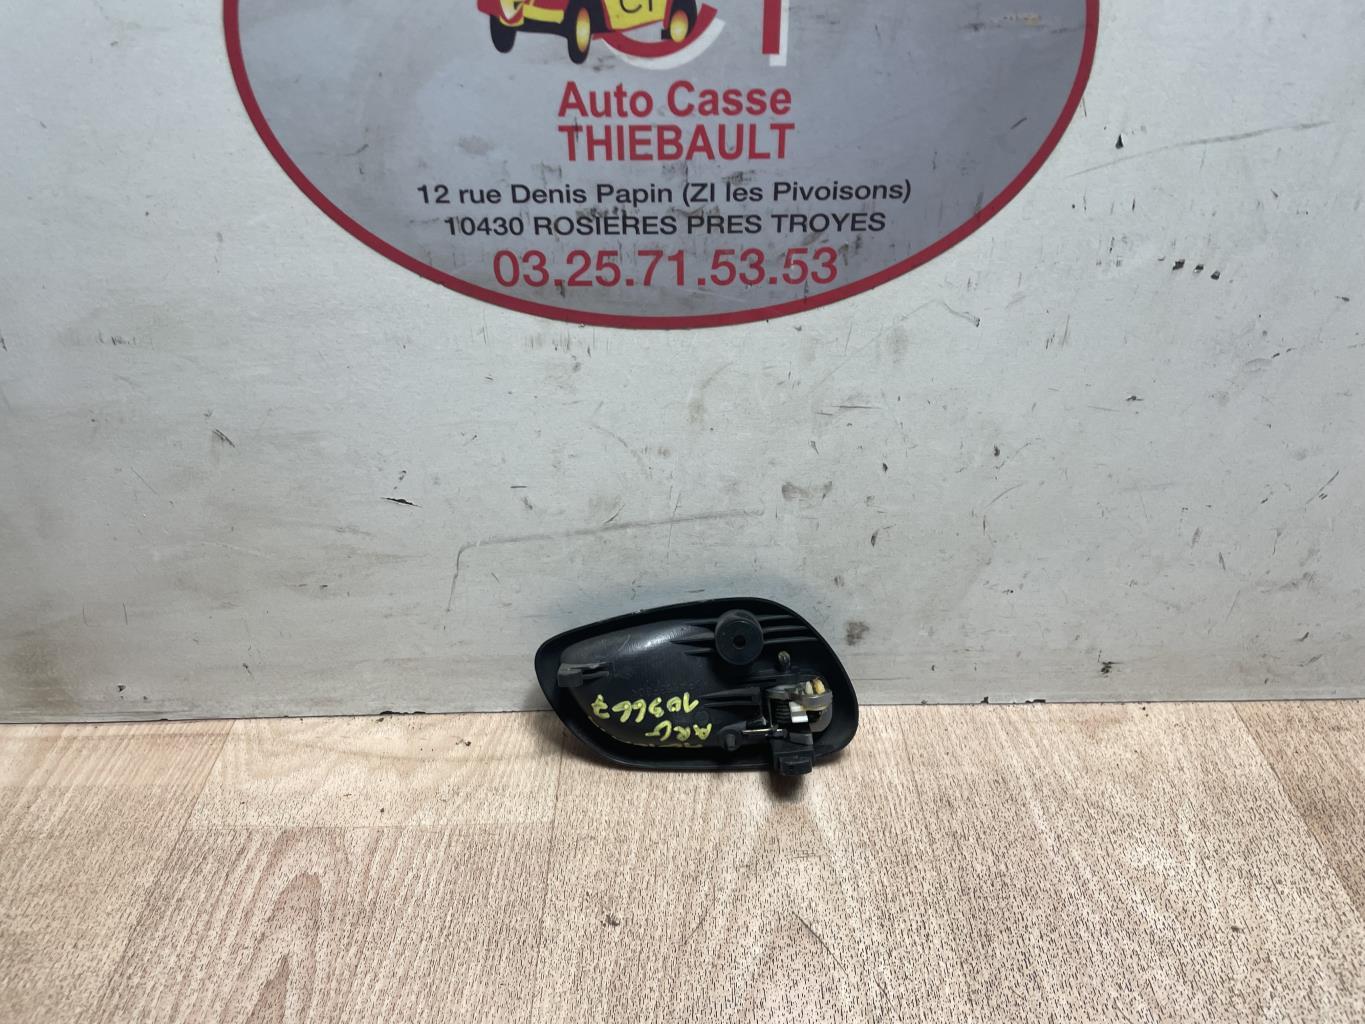 CT
Auto Casse
THIEBAULT
12 rue Denis Papin (ZI les Pivoisons)
10430 ROSIERES PRES TROYES
03.25.71.53.53
109667
ARG